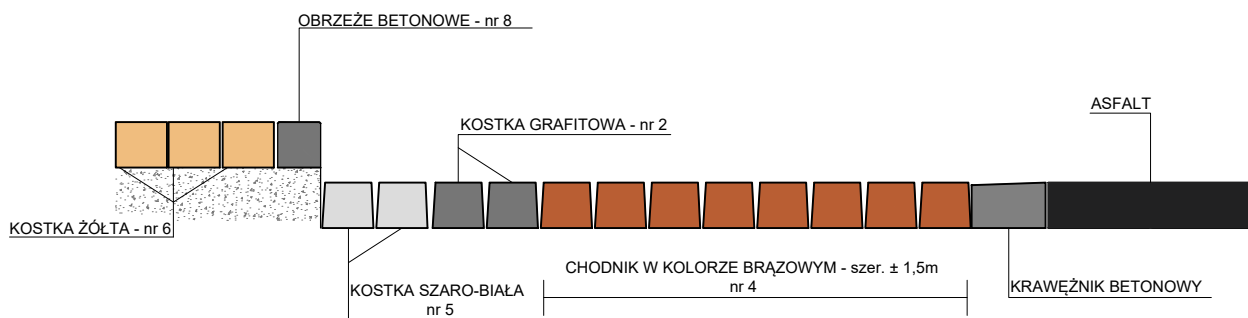 OBRZEŻE BETONOWE - nr 8
KOSTKA GRAFITOWA - nr 2
ASFALT
KOSTKA ŻÓŁTA - nr 6
KOSTKA SZARO-BIAŁA
nr 5
CHODNIK W KOLORZE BRĄZOWYM - szer. ± 1,5m
nr 4
KRAWĘŻNIK BETONOWY